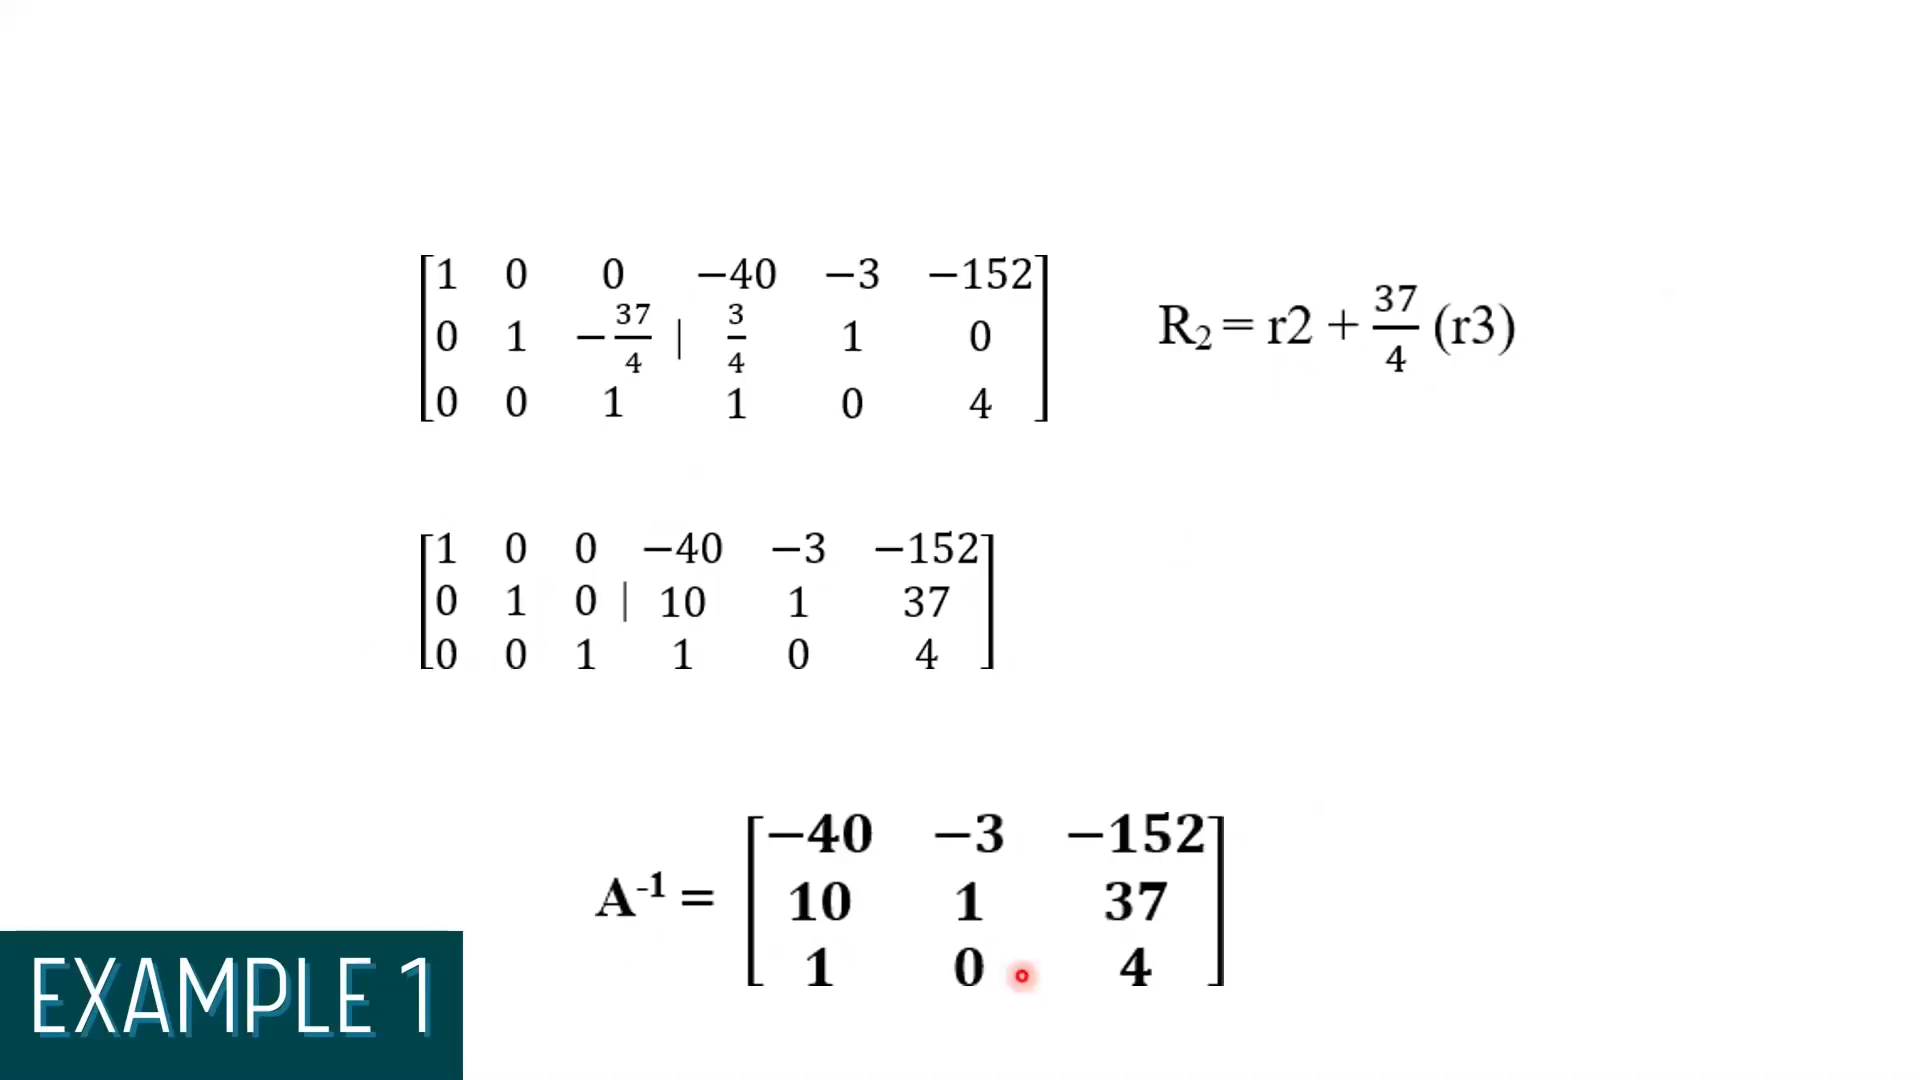 [1 0 0 −40 −3 −152]
[0 1 −37/4 | 3/4 1 0]
[0 0 1 1 0 4]
R₂ = r2 + 37/4 (r3)
[1 0 0 −40 −3 −152]
[0 1 0 | 10 1 37]
[0 0 1 1 0 4]
A⁻¹ =
[−40 −3 −152]
[10 1 37]
[1 0 4]
EXAMPLE 1